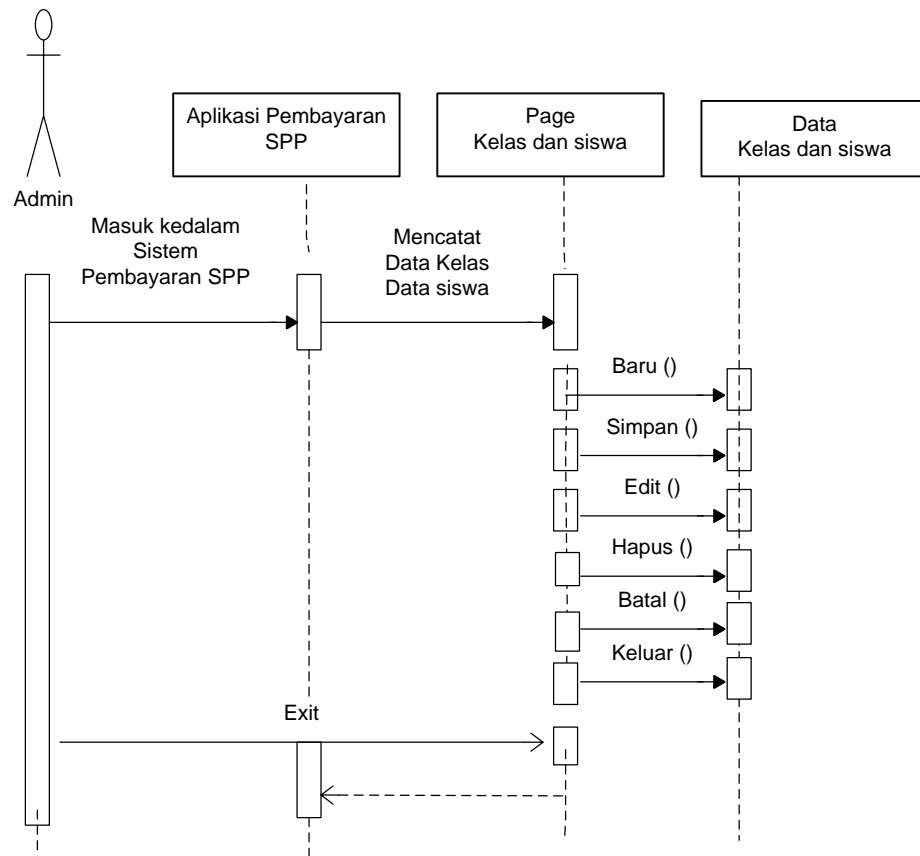 Aplikasi Pembayaran
SPP
Page
Kelas dan siswa
Data
Kelas dan siswa
Admin
Masuk kedalam
Sistem
Pembayaran SPP
Mencatat
Data Kelas
Data siswa
Baru ()
Simpan ()
Edit ()
Hapus ()
Batal ()
Keluar ()
Exit